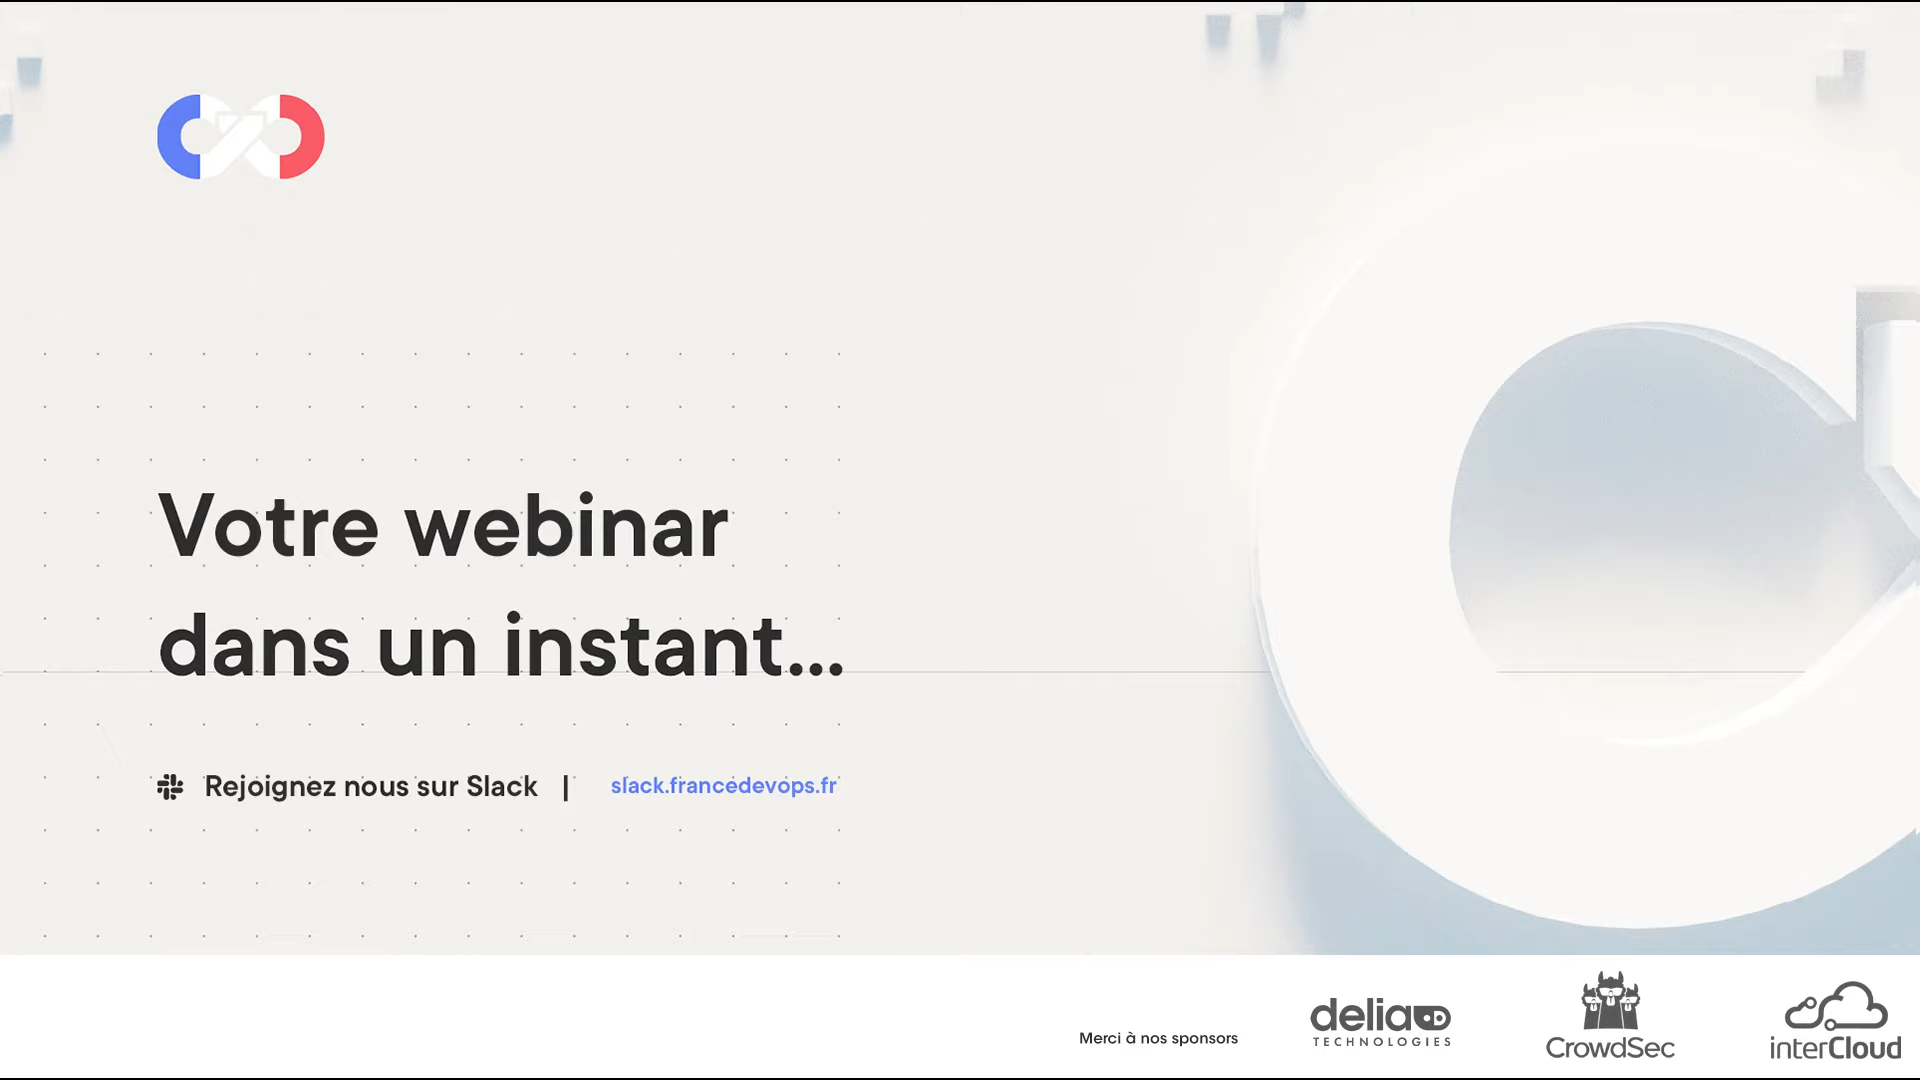 Votre webinar
dans un instant...
Rejoignez nous sur Slack | slack.francedevops.fr
Merci à nos sponsors
delia
TECHNOLOGIES
CrowdSec
interCloud